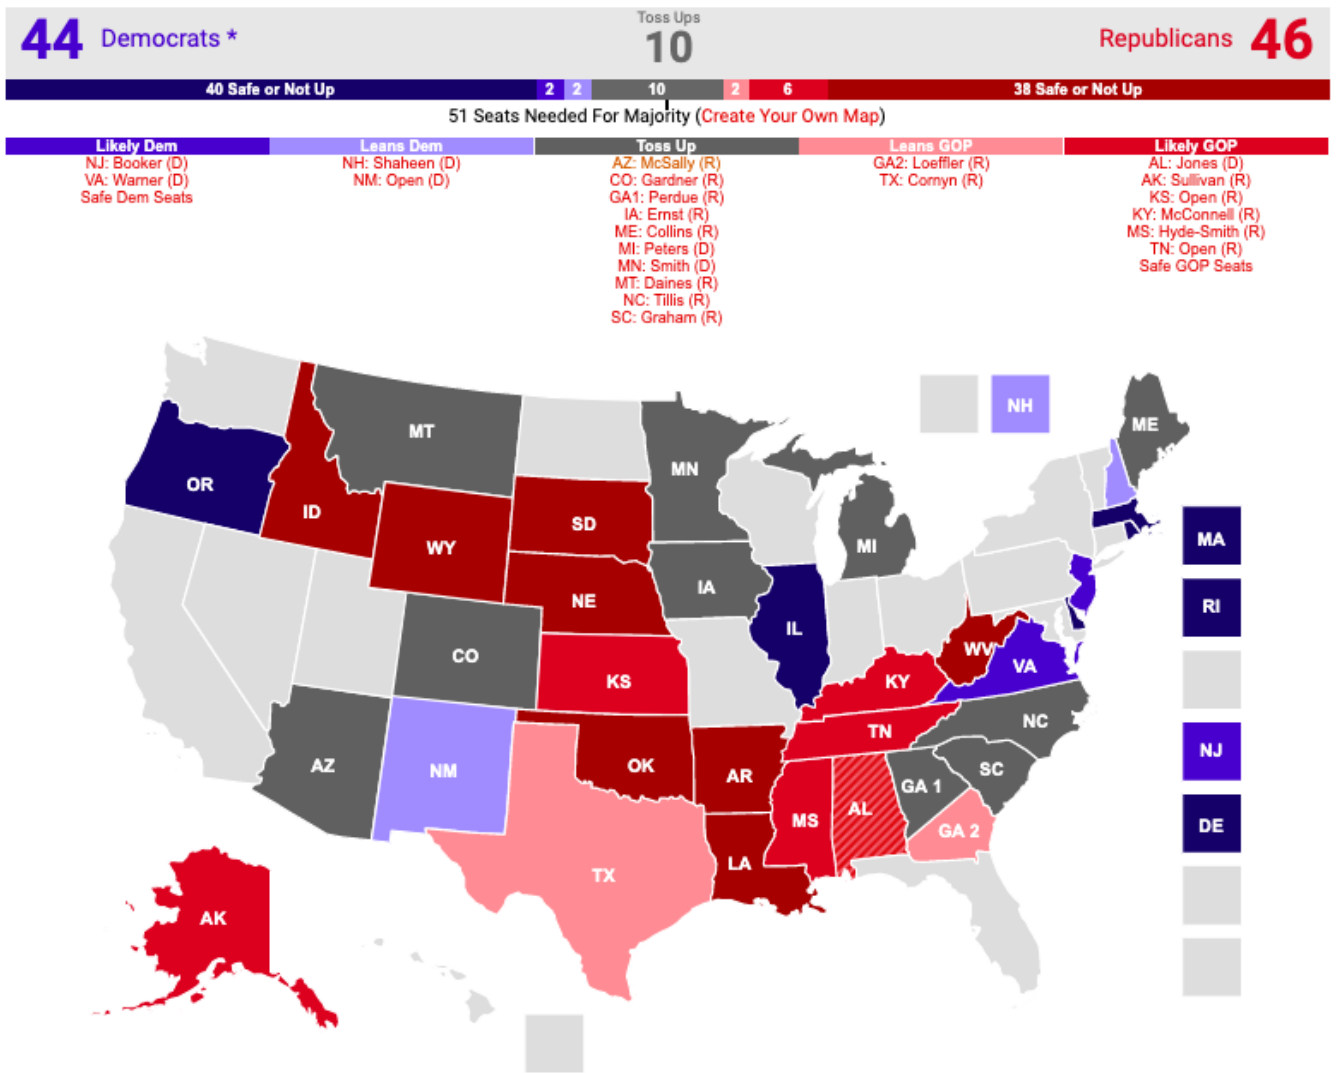 44 Democrats * Toss Ups 10 Republicans 46
40 Safe or Not Up 2 2 10 2 6 38 Safe or Not Up
51 Seats Needed For Majority (Create Your Own Map)
Likely Dem
NJ: Booker (D)
VA: Warner (D)
Safe Dem Seats
Leans Dem
NH: Shaheen (D)
NM: Open (D)
Toss Up
AZ: McSally (R)
CO: Gardner (R)
GA1: Perdue (R)
IA: Ernst (R)
ME: Collins (R)
MI: Peters (D)
MN: Smith (D)
MT: Daines (R)
NC: Tillis (R)
SC: Graham (R)
Leans GOP
GA2: Loeffler (R)
TX: Cornyn (R)
Likely GOP
AL: Jones (D)
AK: Sullivan (R)
KS: Open (R)
KY: McConnell (R)
MS: Hyde-Smith (R)
TN: Open (R)
Safe GOP Seats
NH
ME
MT
MN
OR
ID
SD
WY
MI
MA
NE
IA
RI
IL
CO
WV
VA
KS
KY
NC
TN
NJ
AZ
NM
OK
AR
SC
GA 1
MS
AL
GA 2
DE
LA
TX
AK